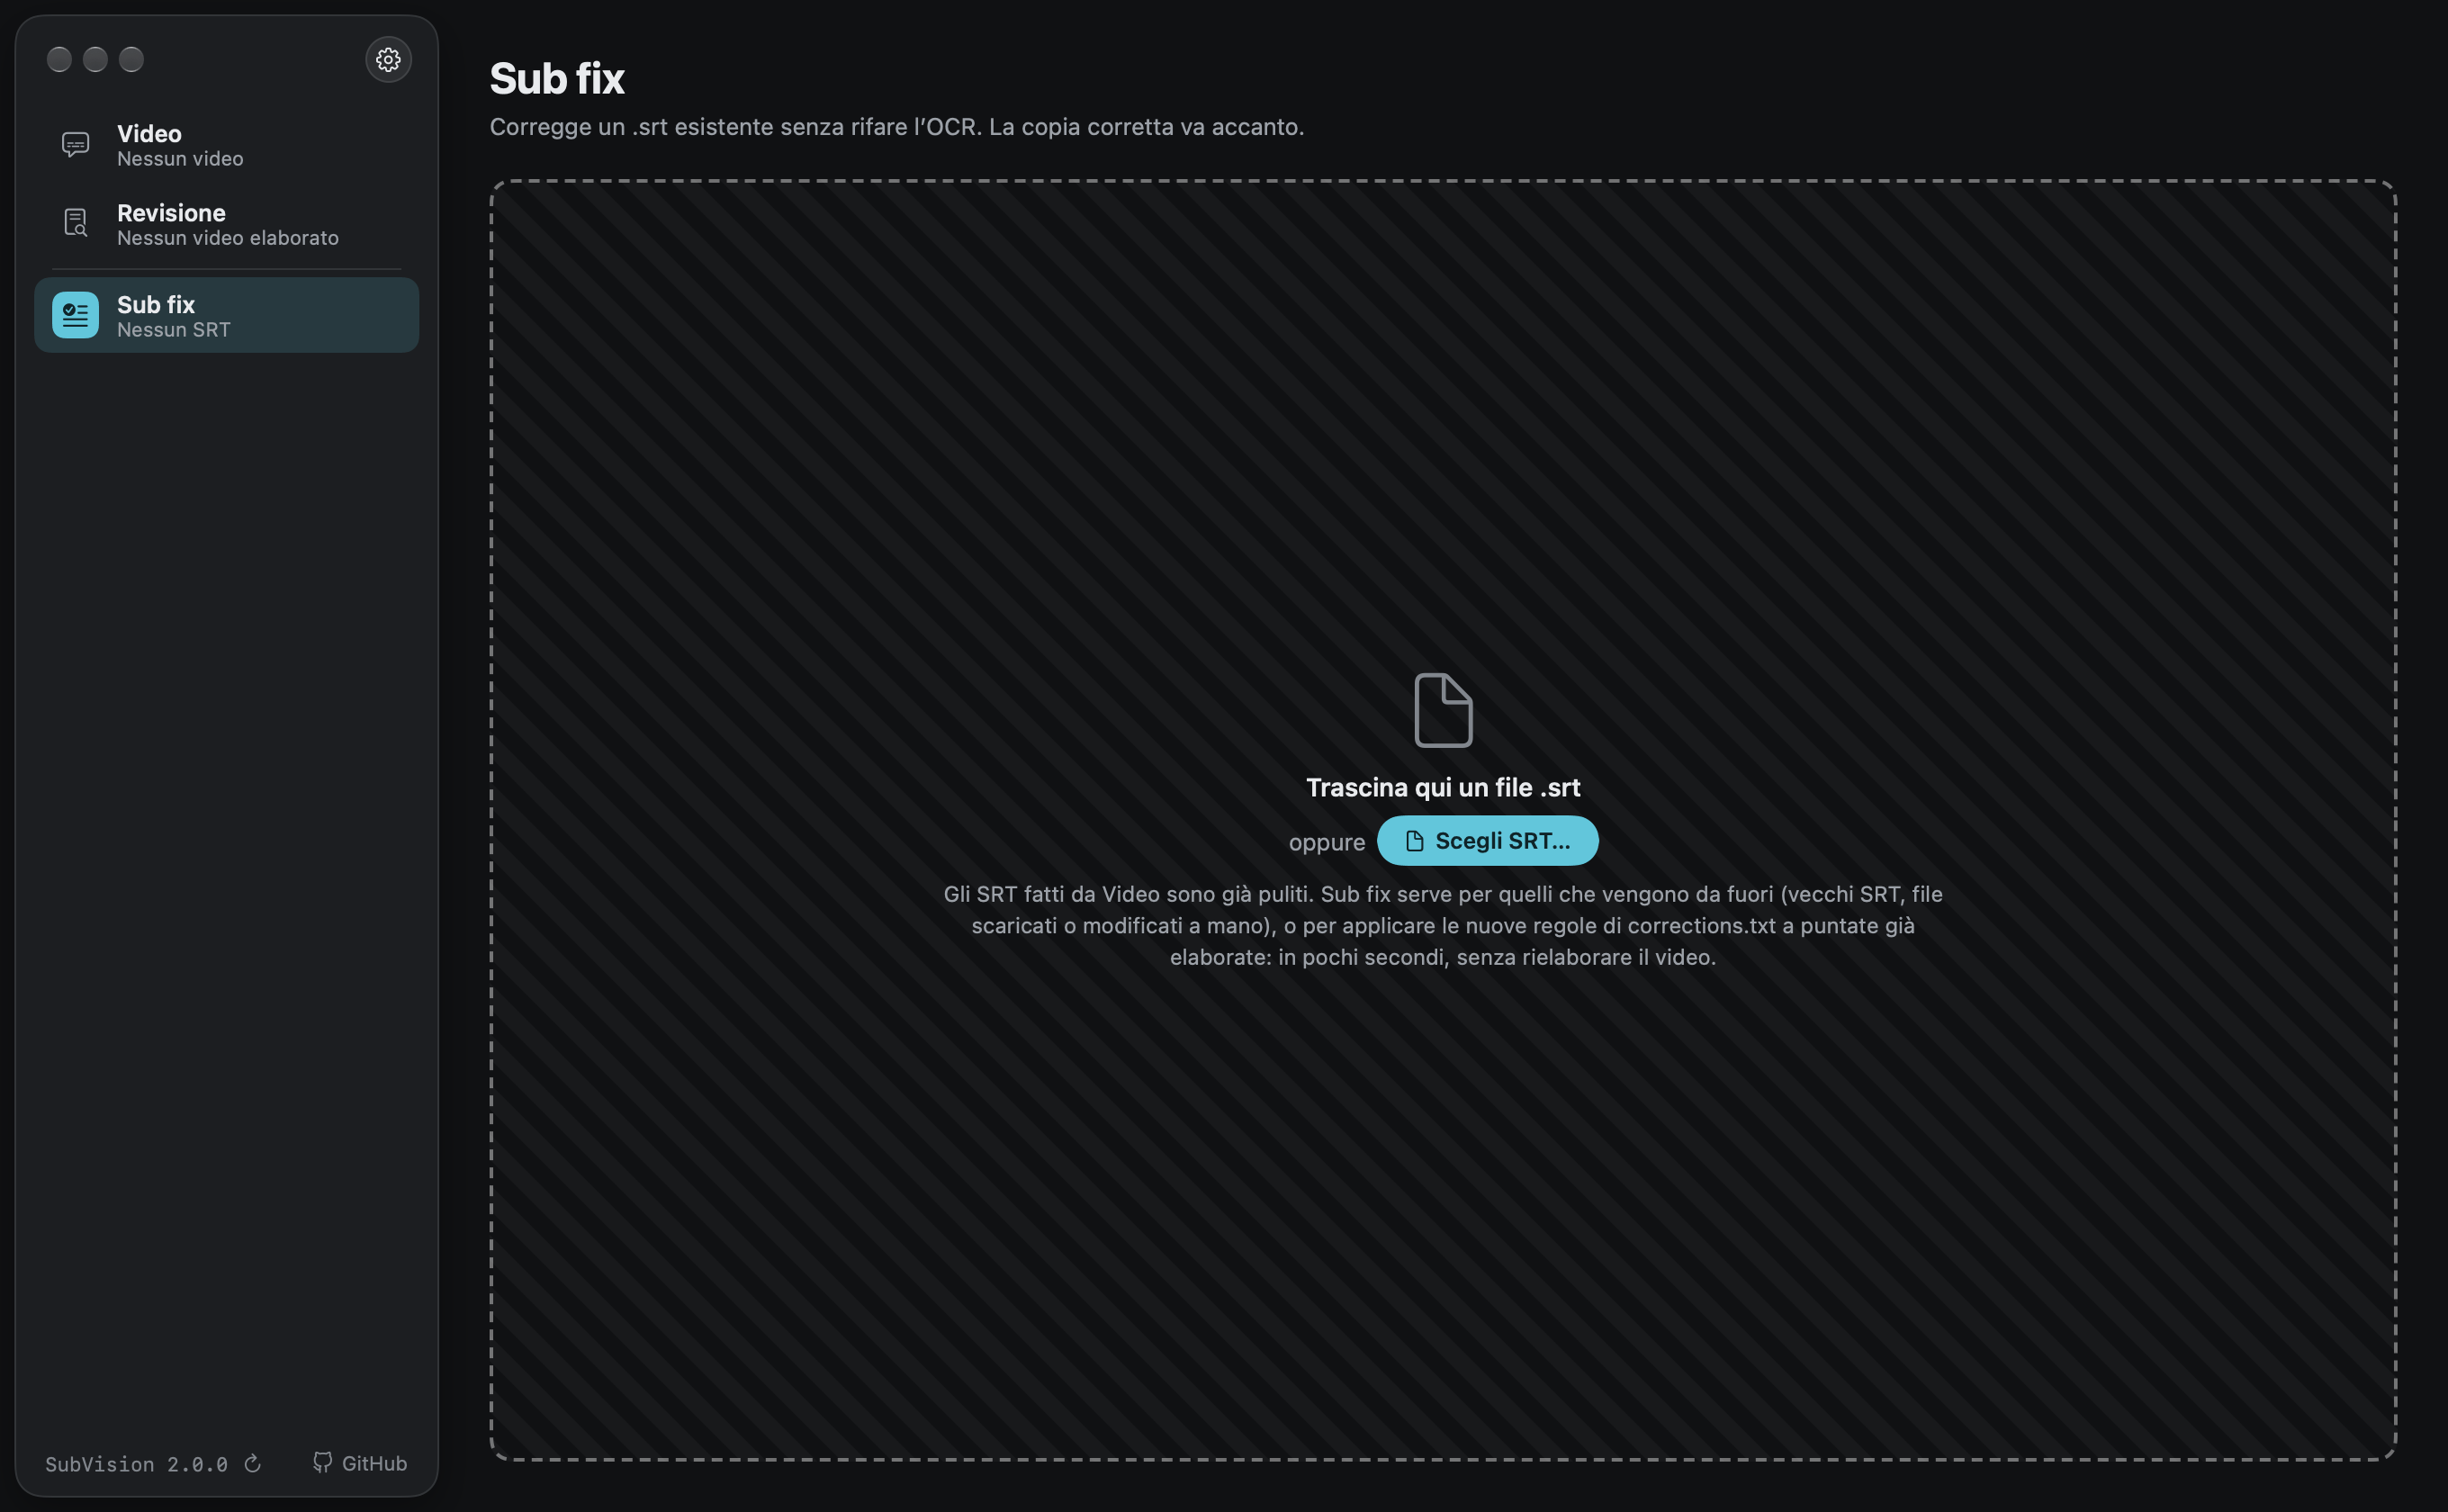 Video
Nessun video
Revisione
Nessun video elaborato
Sub fix
Nessun SRT
SubVision 2.0.0
GitHub
Sub fix
Corregge un .srt esistente senza rifare l’OCR. La copia corretta va accanto.
Trascina qui un file .srt
oppure
Scegli SRT...
Gli SRT fatti da Video sono già puliti. Sub fix serve per quelli che vengono da fuori (vecchi SRT, file
scaricati o modificati a mano), o per applicare le nuove regole di corrections.txt a puntate già
elaborate: in pochi secondi, senza rielaborare il video.